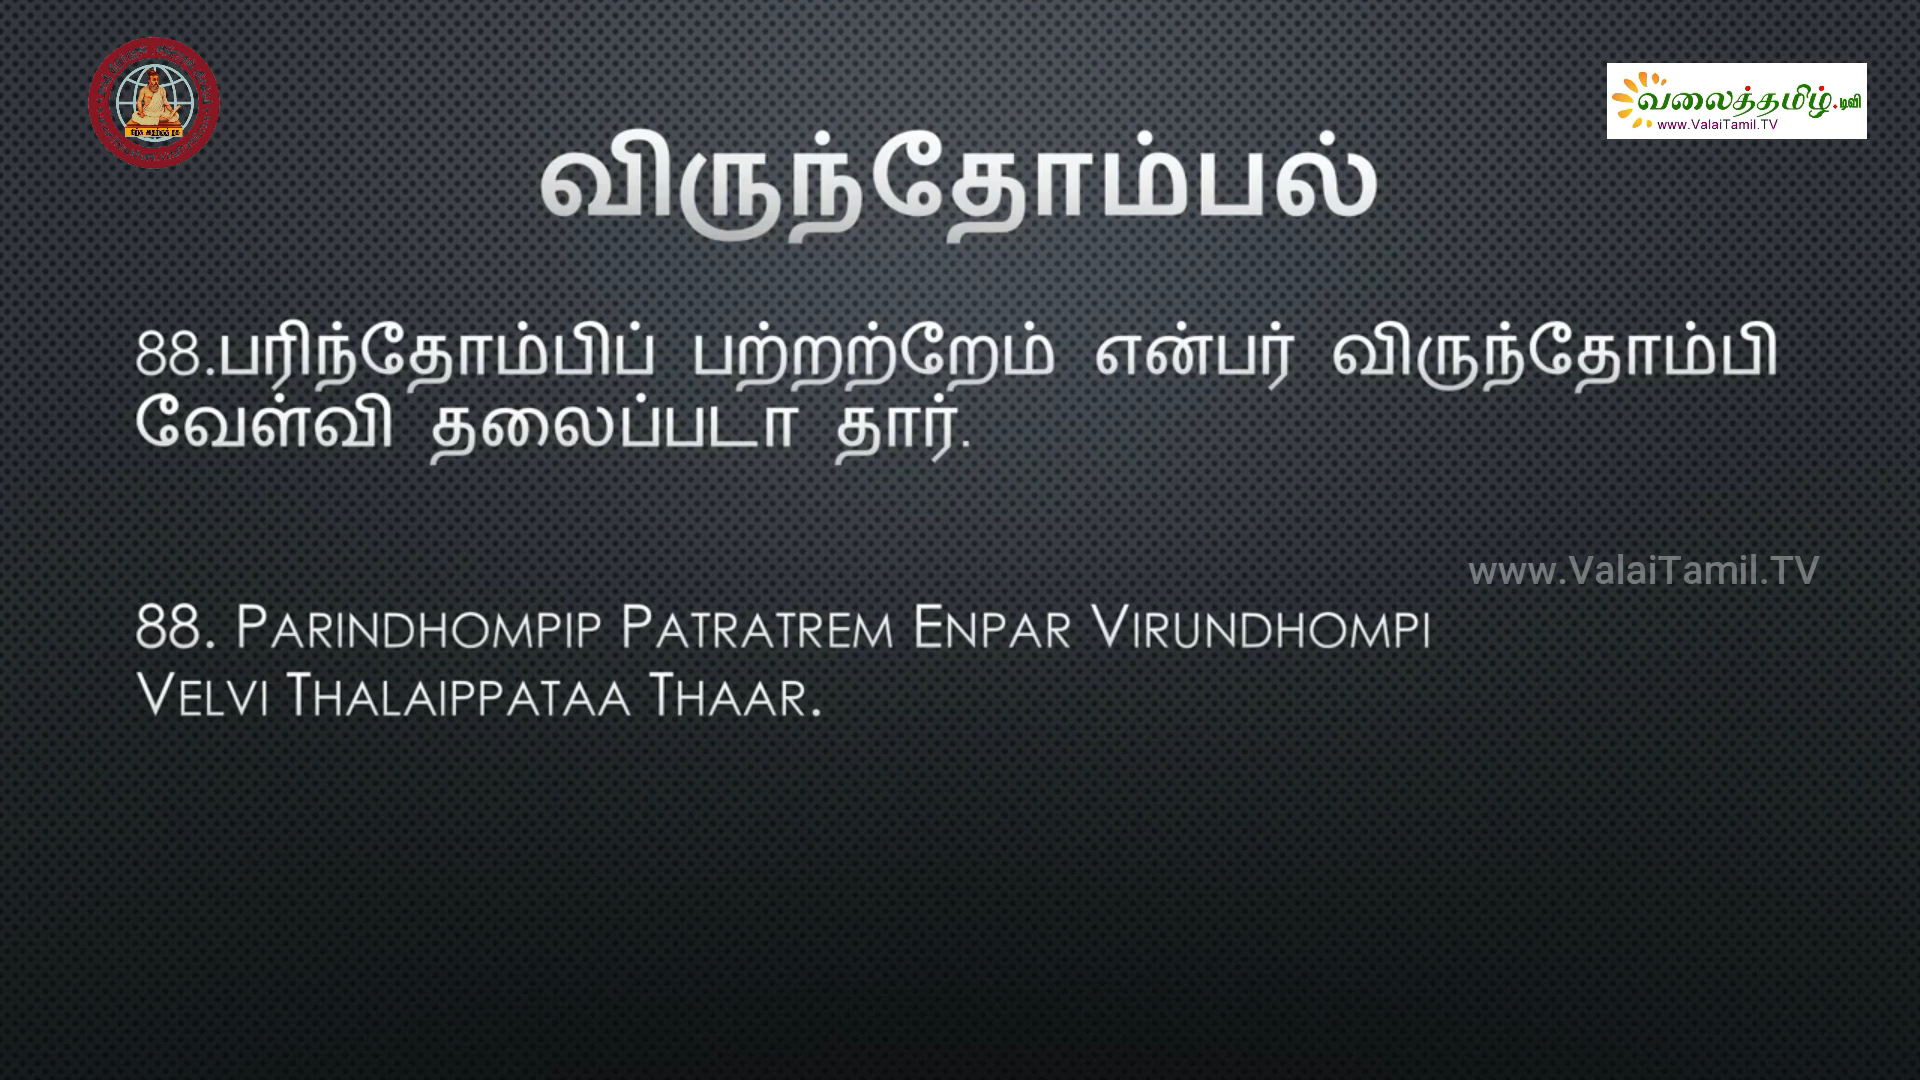 வலைத்தமிழ்.டிவி
www.ValaiTamil.TV
விருந்தோம்பல்
88.பரிந்தோம்பிப் பற்றற்றேம் என்பர் விருந்தோம்பி
வேள்வி தலைப்படா தார்.
www.ValaiTamil.TV
88. PARINDHOMPIP PATRATREM ENPAR VIRUNDHOMPI
VELVI THALAIPPATAA THAAR.